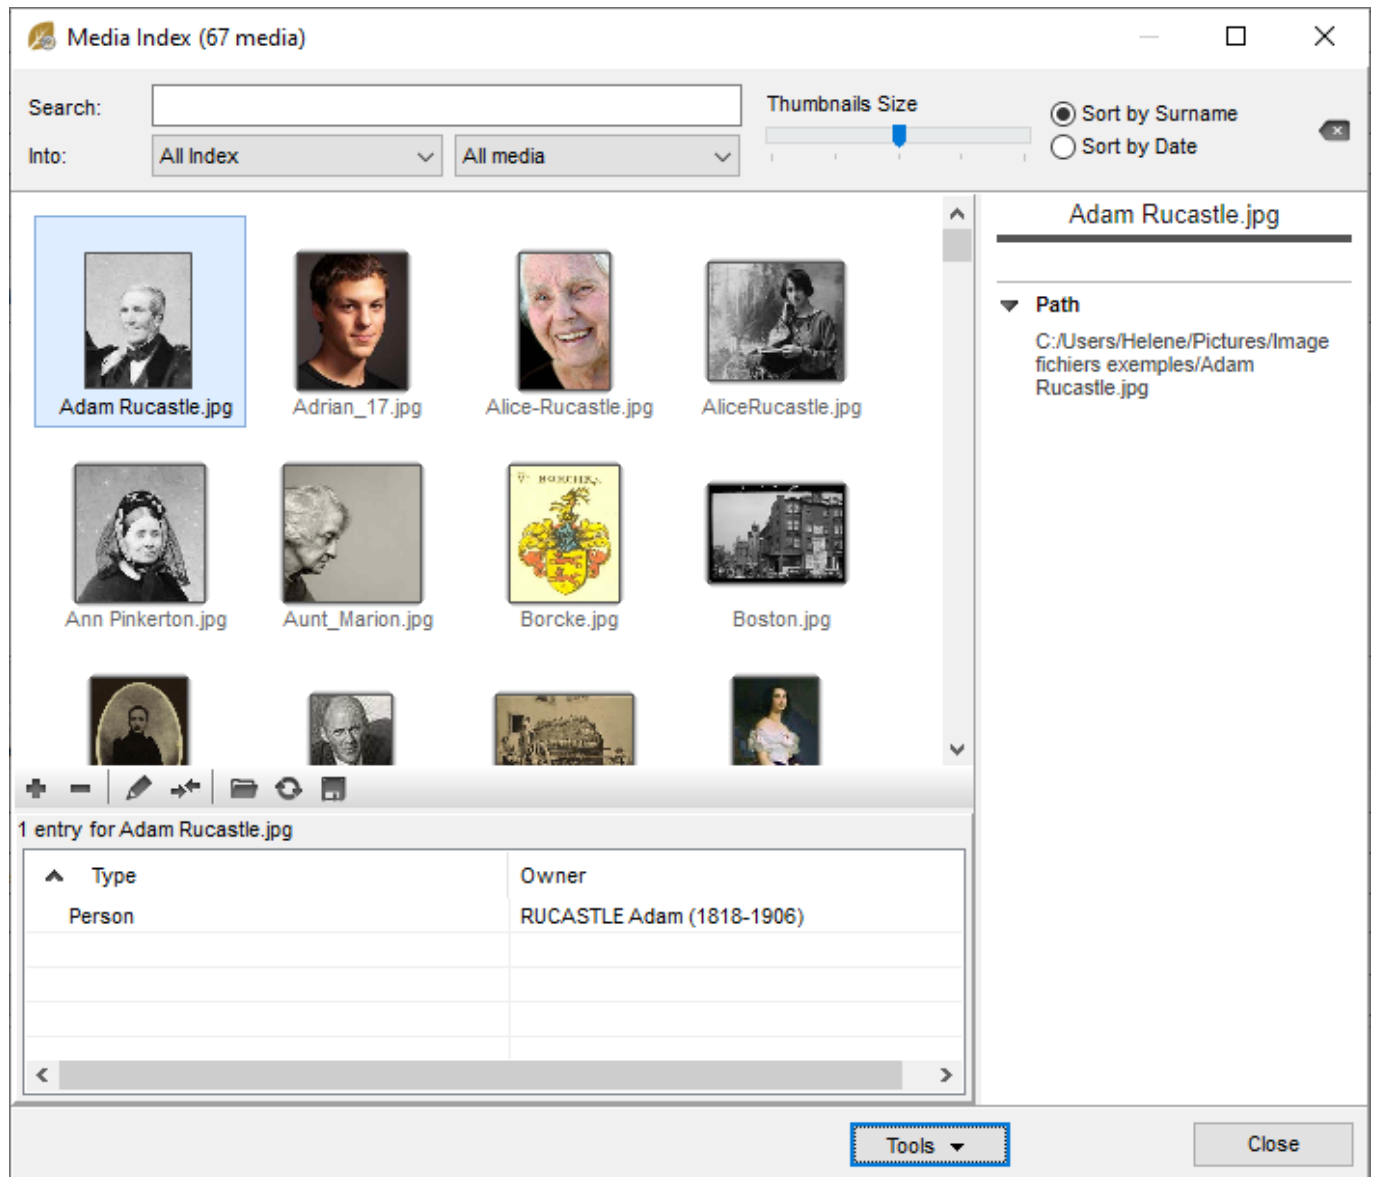 Media Index (67 media)
Search:
Thumbnails Size
Sort by Surname
Into:
All Index
All media
Sort by Date
Adam Rucastle.jpg
Adrian_17.jpg
Alice-Rucastle.jpg
AliceRucastle.jpg
V. BORCKE.
Ann Pinkerton.jpg
Aunt_Marion.jpg
Borcke.jpg
Boston.jpg
Adam Rucastle.jpg
Path
C:/Users/Helene/Pictures/Image
fichiers exemples/Adam
Rucastle.jpg
1 entry for Adam Rucastle.jpg
Type
Owner
Person
RUCASTLE Adam (1818-1906)
Tools
Close